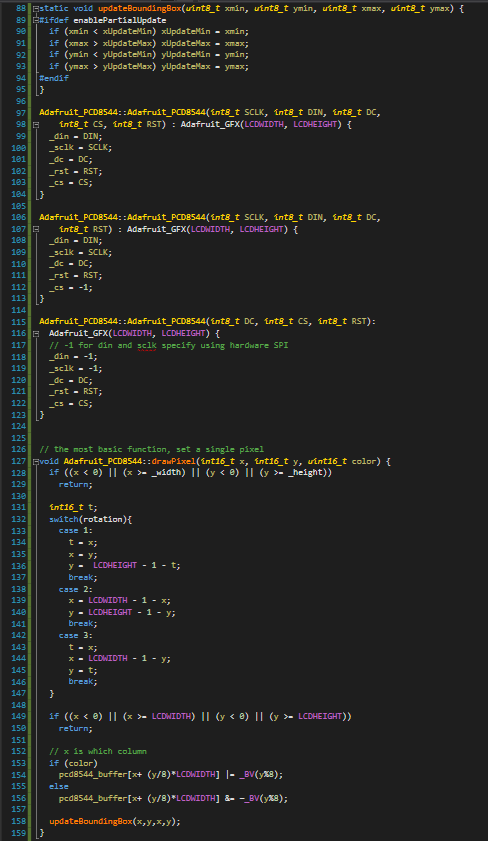 88 static void updateBoundingBox(uint8_t xmin, uint8_t ymin, uint8_t xmax, uint8_t ymax) {
89 #ifdef enablePartialUpdate
90 if (xmin < xUpdateMin) xUpdateMin = xmin;
91 if (xmax > xUpdateMax) xUpdateMax = xmax;
92 if (ymin < yUpdateMin) yUpdateMin = ymin;
93 if (ymax > yUpdateMax) yUpdateMax = ymax;
94 #endif
95 }
96
97 Adafruit_PCD8544::Adafruit_PCD8544(int8_t SCLK, int8_t DIN, int8_t DC,
98 int8_t CS, int8_t RST) : Adafruit_GFX(LCDWIDTH, LCDHEIGHT) {
99 _din = DIN;
100 _sclk = SCLK;
101 _dc = DC;
102 _rst = RST;
103 _cs = CS;
104 }
105
106 Adafruit_PCD8544::Adafruit_PCD8544(int8_t SCLK, int8_t DIN, int8_t DC,
107 int8_t RST) : Adafruit_GFX(LCDWIDTH, LCDHEIGHT) {
108 _din = DIN;
109 _sclk = SCLK;
110 _dc = DC;
111 _rst = RST;
112 _cs = -1;
113 }
114
115 Adafruit_PCD8544::Adafruit_PCD8544(int8_t DC, int8_t CS, int8_t RST):
116 Adafruit_GFX(LCDWIDTH, LCDHEIGHT) {
117 // -1 for din and sclk specify using hardware SPI
118 _din = -1;
119 _sclk = -1;
120 _dc = DC;
121 _rst = RST;
122 _cs = CS;
123 }
124
125
126 // the most basic function, set a single pixel
127 void Adafruit_PCD8544::drawPixel(int16_t x, int16_t y, uint16_t color) {
128 if ((x < 0) || (x >= _width) || (y < 0) || (y >= _height))
129 return;
130
131 int16_t t;
132 switch(rotation){
133 case 1:
134 t = x;
135 x = y;
136 y =  LCDHEIGHT - 1 - t;
137 break;
138 case 2:
139 x = LCDWIDTH - 1 - x;
140 y = LCDHEIGHT - 1 - y;
141 break;
142 case 3:
143 t = x;
144 x = LCDWIDTH - 1 - y;
145 y = t;
146 break;
147 }
148
149 if ((x < 0) || (x >= LCDWIDTH) || (y < 0) || (y >= LCDHEIGHT))
150 return;
151
152 // x is which column
153 if (color)
154 pcd8544_buffer[x+ (y/8)*LCDWIDTH] |= _BV(y%8);
155 else
156 pcd8544_buffer[x+ (y/8)*LCDWIDTH] &= ~_BV(y%8);
157
158 updateBoundingBox(x,y,x,y);
159 }